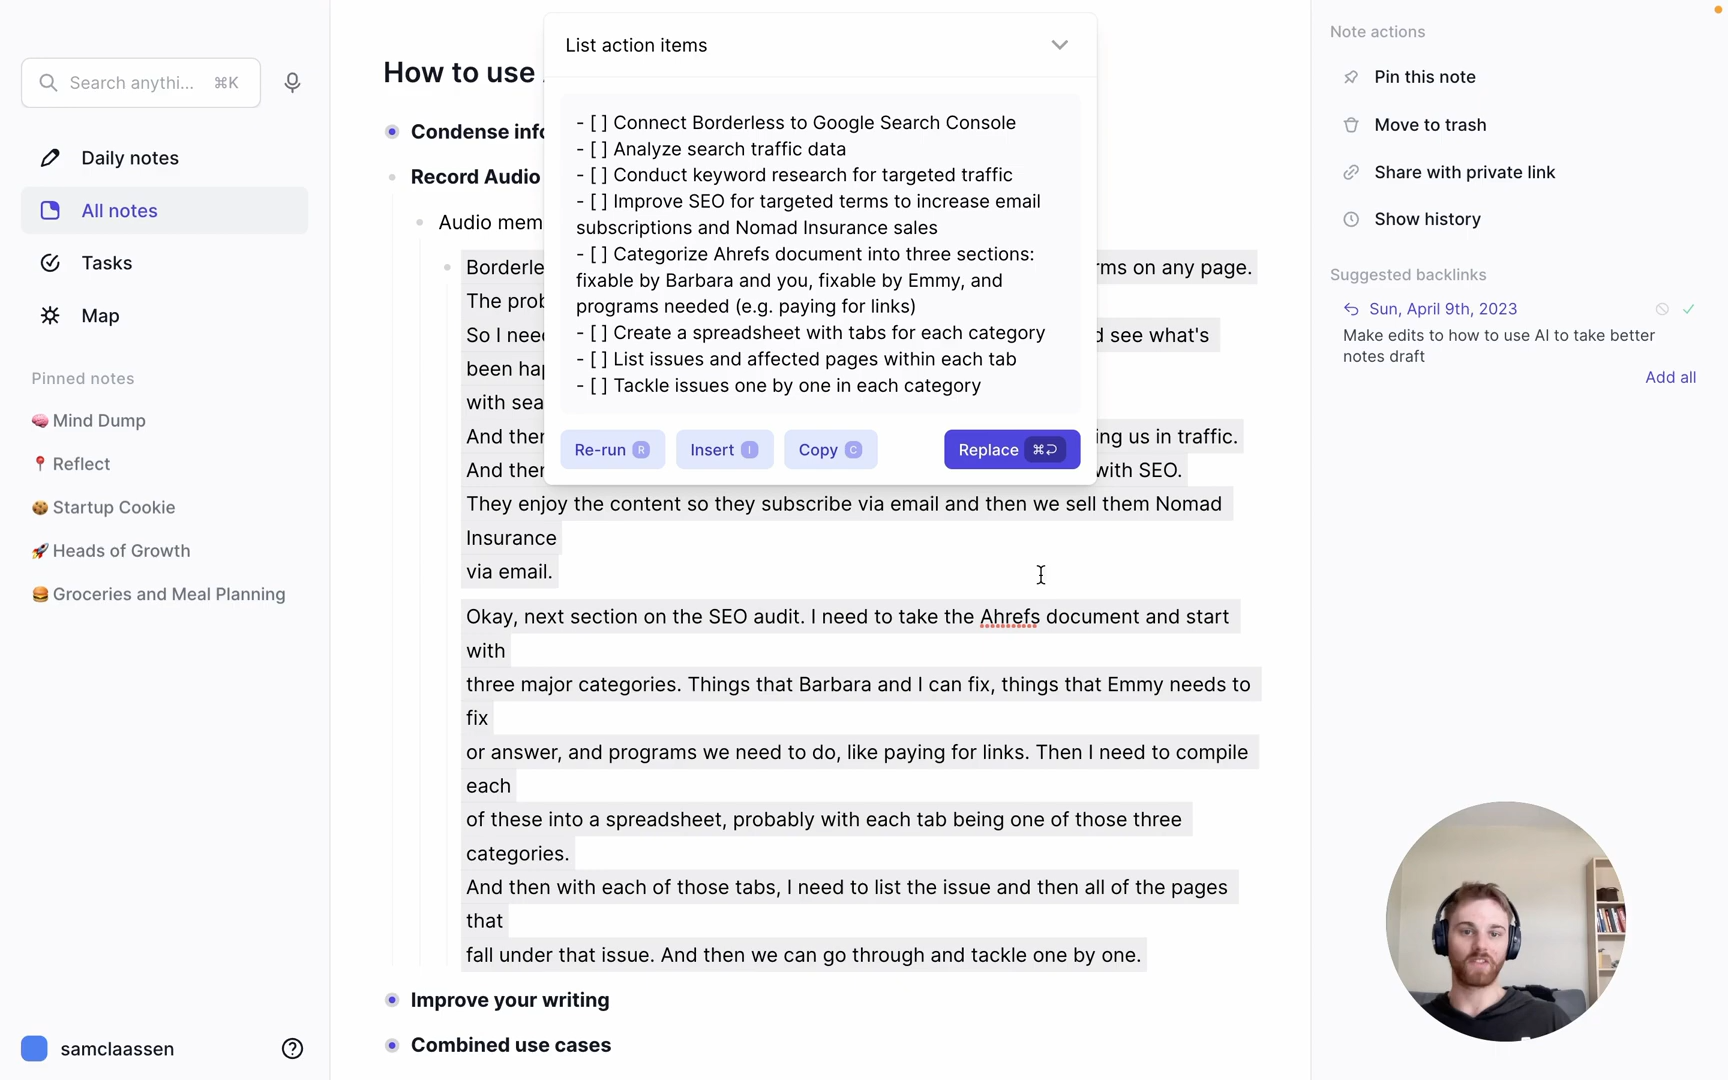 Search anythi... ⌘K
Daily notes
All notes
Tasks
Map
Pinned notes
🧠 Mind Dump
📍 Reflect
🍪 Startup Cookie
🚀 Heads of Growth
🍔 Groceries and Meal Planning
samclaassen
How to use
Condense info
Record Audio
Audio mem
Borderle
rms on any page.
The prob
So I need
d see what's
been hap
with sea
And then
ing us in traffic.
And then
with SEO.
They enjoy the content so they subscribe via email and then we sell them Nomad
Insurance
via email.
Okay, next section on the SEO audit. I need to take the Ahrefs document and start
with
three major categories. Things that Barbara and I can fix, things that Emmy needs to
fix
or answer, and programs we need to do, like paying for links. Then I need to compile
each
of these into a spreadsheet, probably with each tab being one of those three
categories.
And then with each of those tabs, I need to list the issue and then all of the pages
that
fall under that issue. And then we can go through and tackle one by one.
Improve your writing
Combined use cases
List action items
- [ ] Connect Borderless to Google Search Console
- [ ] Analyze search traffic data
- [ ] Conduct keyword research for targeted traffic
- [ ] Improve SEO for targeted terms to increase email
subscriptions and Nomad Insurance sales
- [ ] Categorize Ahrefs document into three sections:
fixable by Barbara and you, fixable by Emmy, and
programs needed (e.g. paying for links)
- [ ] Create a spreadsheet with tabs for each category
- [ ] List issues and affected pages within each tab
- [ ] Tackle issues one by one in each category
Re-run R Insert I Copy C Replace ⌘⏎
Note actions
Pin this note
Move to trash
Share with private link
Show history
Suggested backlinks
Sun, April 9th, 2023
Make edits to how to use AI to take better
notes draft
Add all